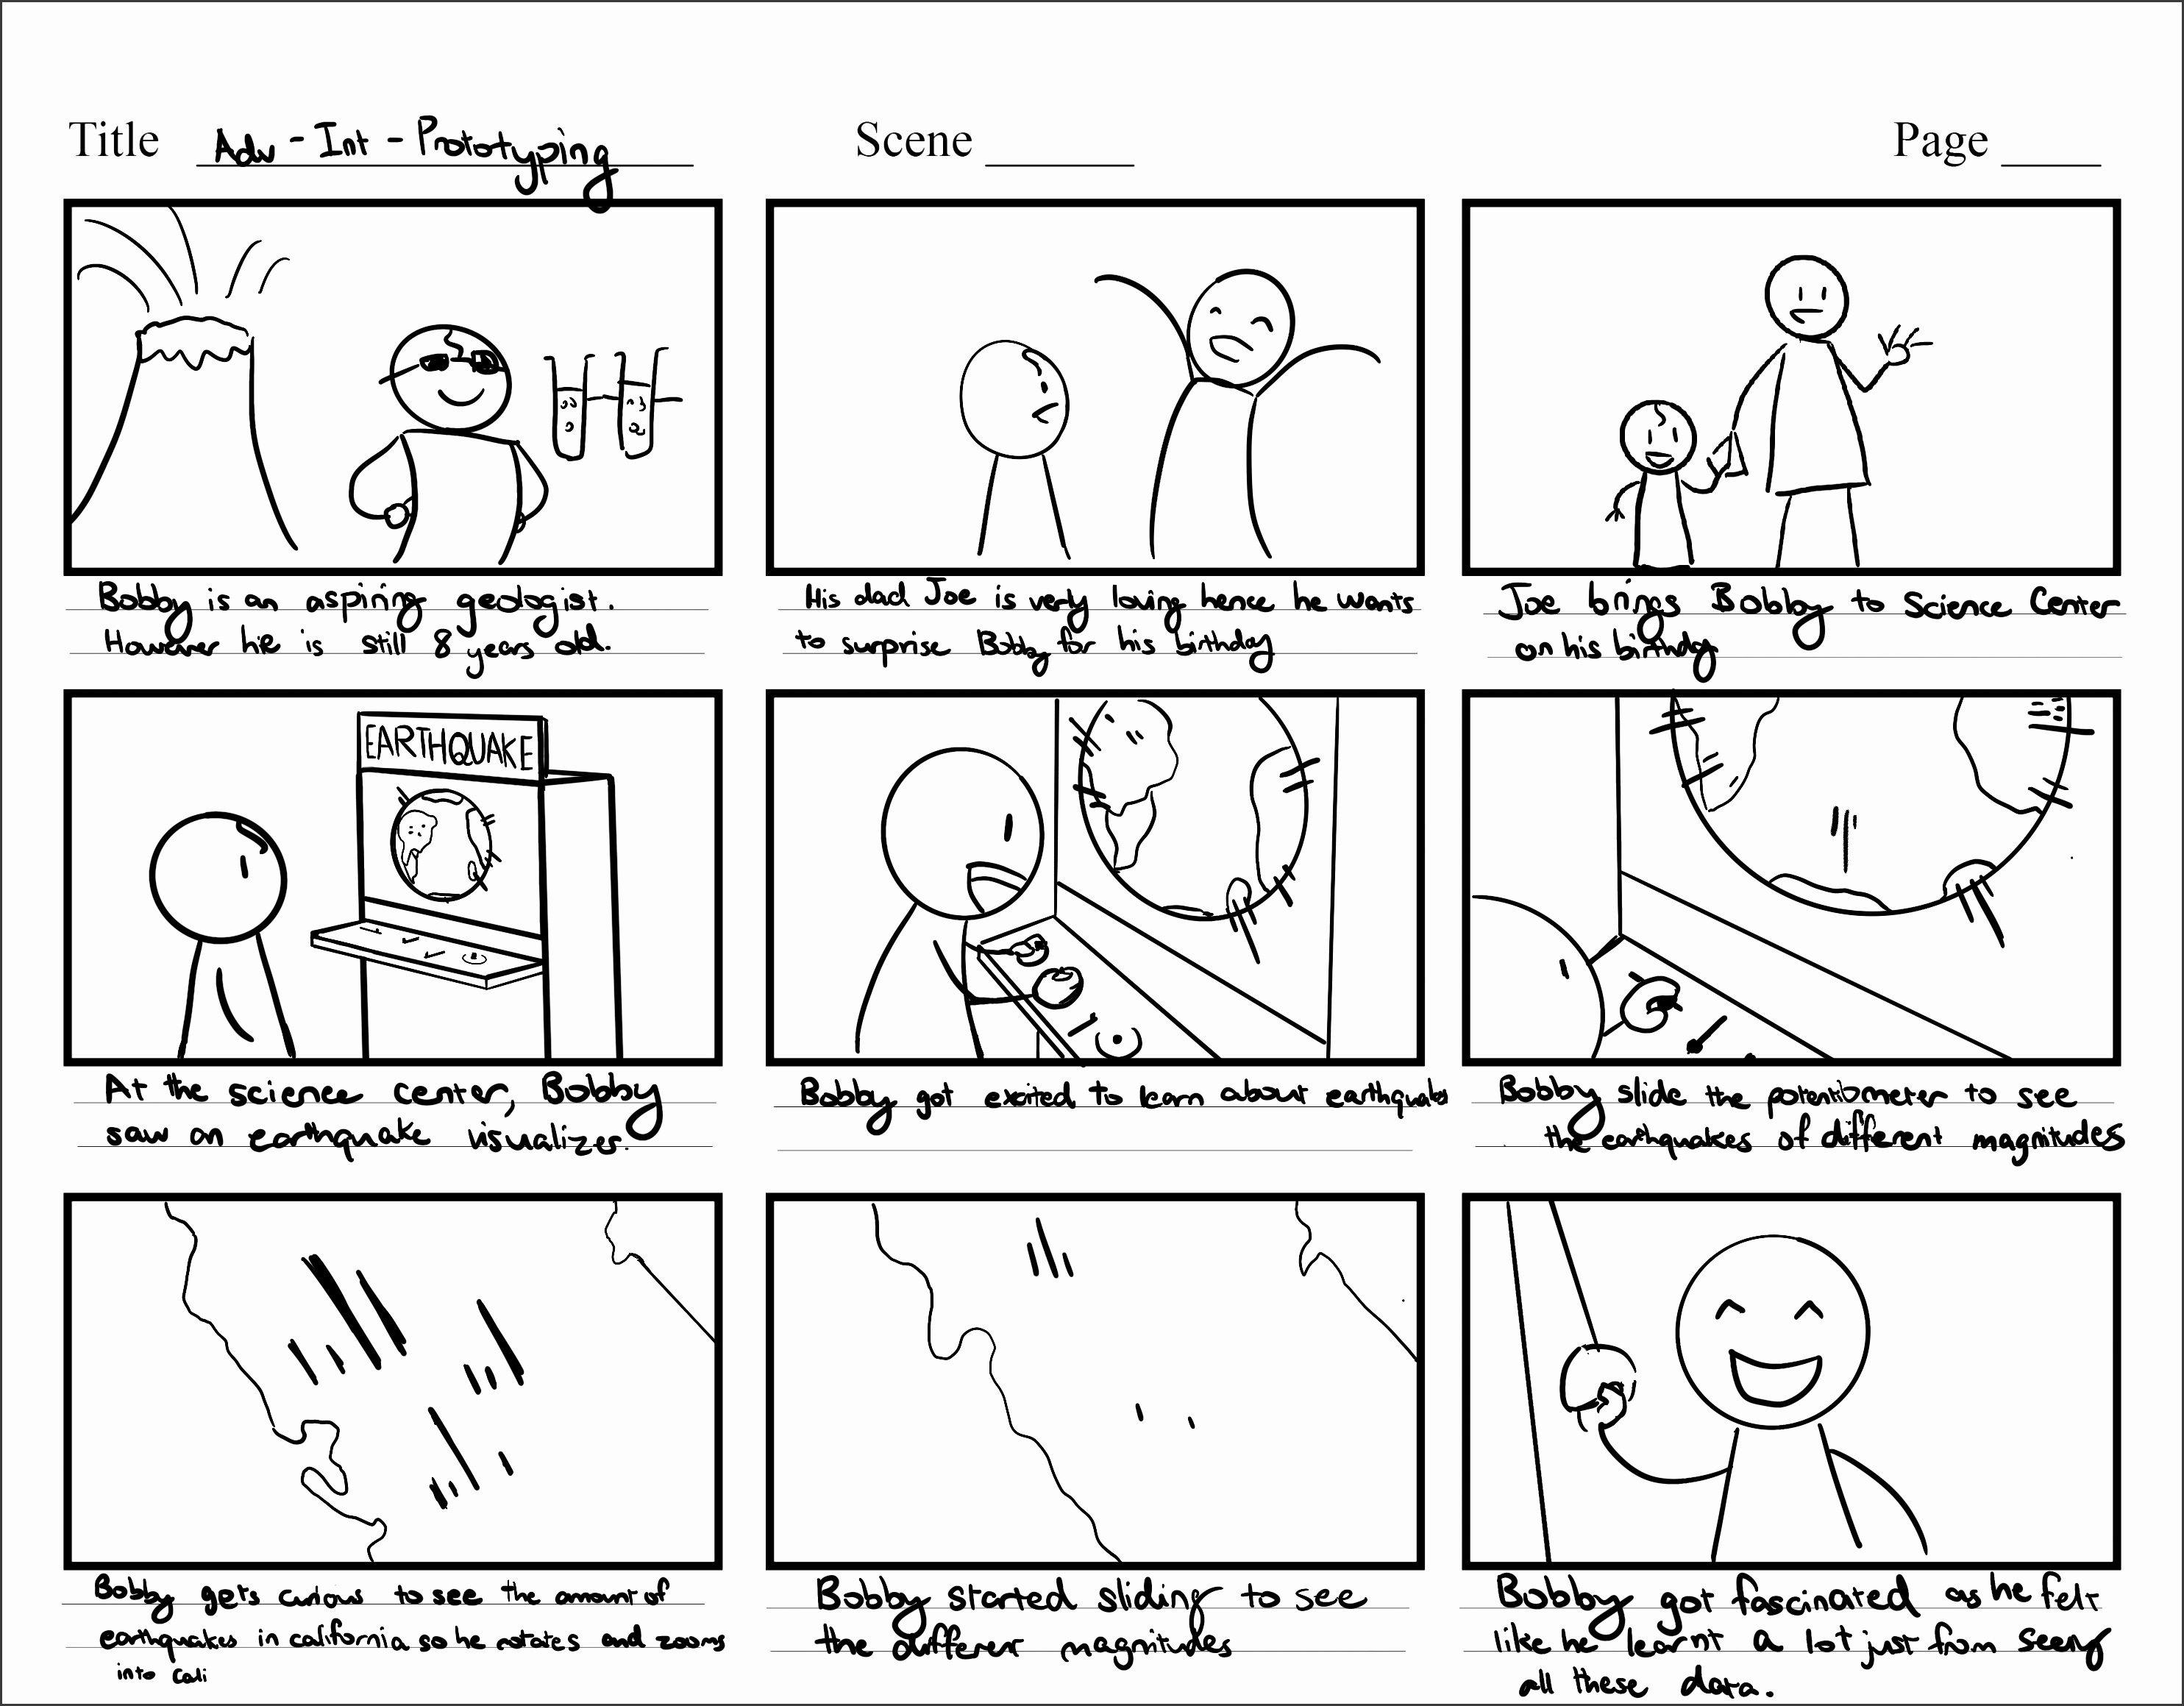 Title Adv - Int - Prototyping
Scene
Page
Bobby is an aspiring geologist.
However he is still 8 years old.
His dad Joe is very loving hence he wants
to surprise Bobby for his birthday
Joe brings Bobby to Science Center
on his birthday
EARTHQUAKE
At the science center, Bobby
saw an earthquake visualizer.
Bobby got excited to learn about earthquakes
Bobby slide the potentiometer to see
the earthquakes of different magnitudes
Bobby gets curious to see the amount of
earthquakes in california so he rotates and zooms
into cali
Bobby started sliding to see
the different magnitudes
Bobby got fascinated as he felt
like he learnt a lot just from seeing
all these data.